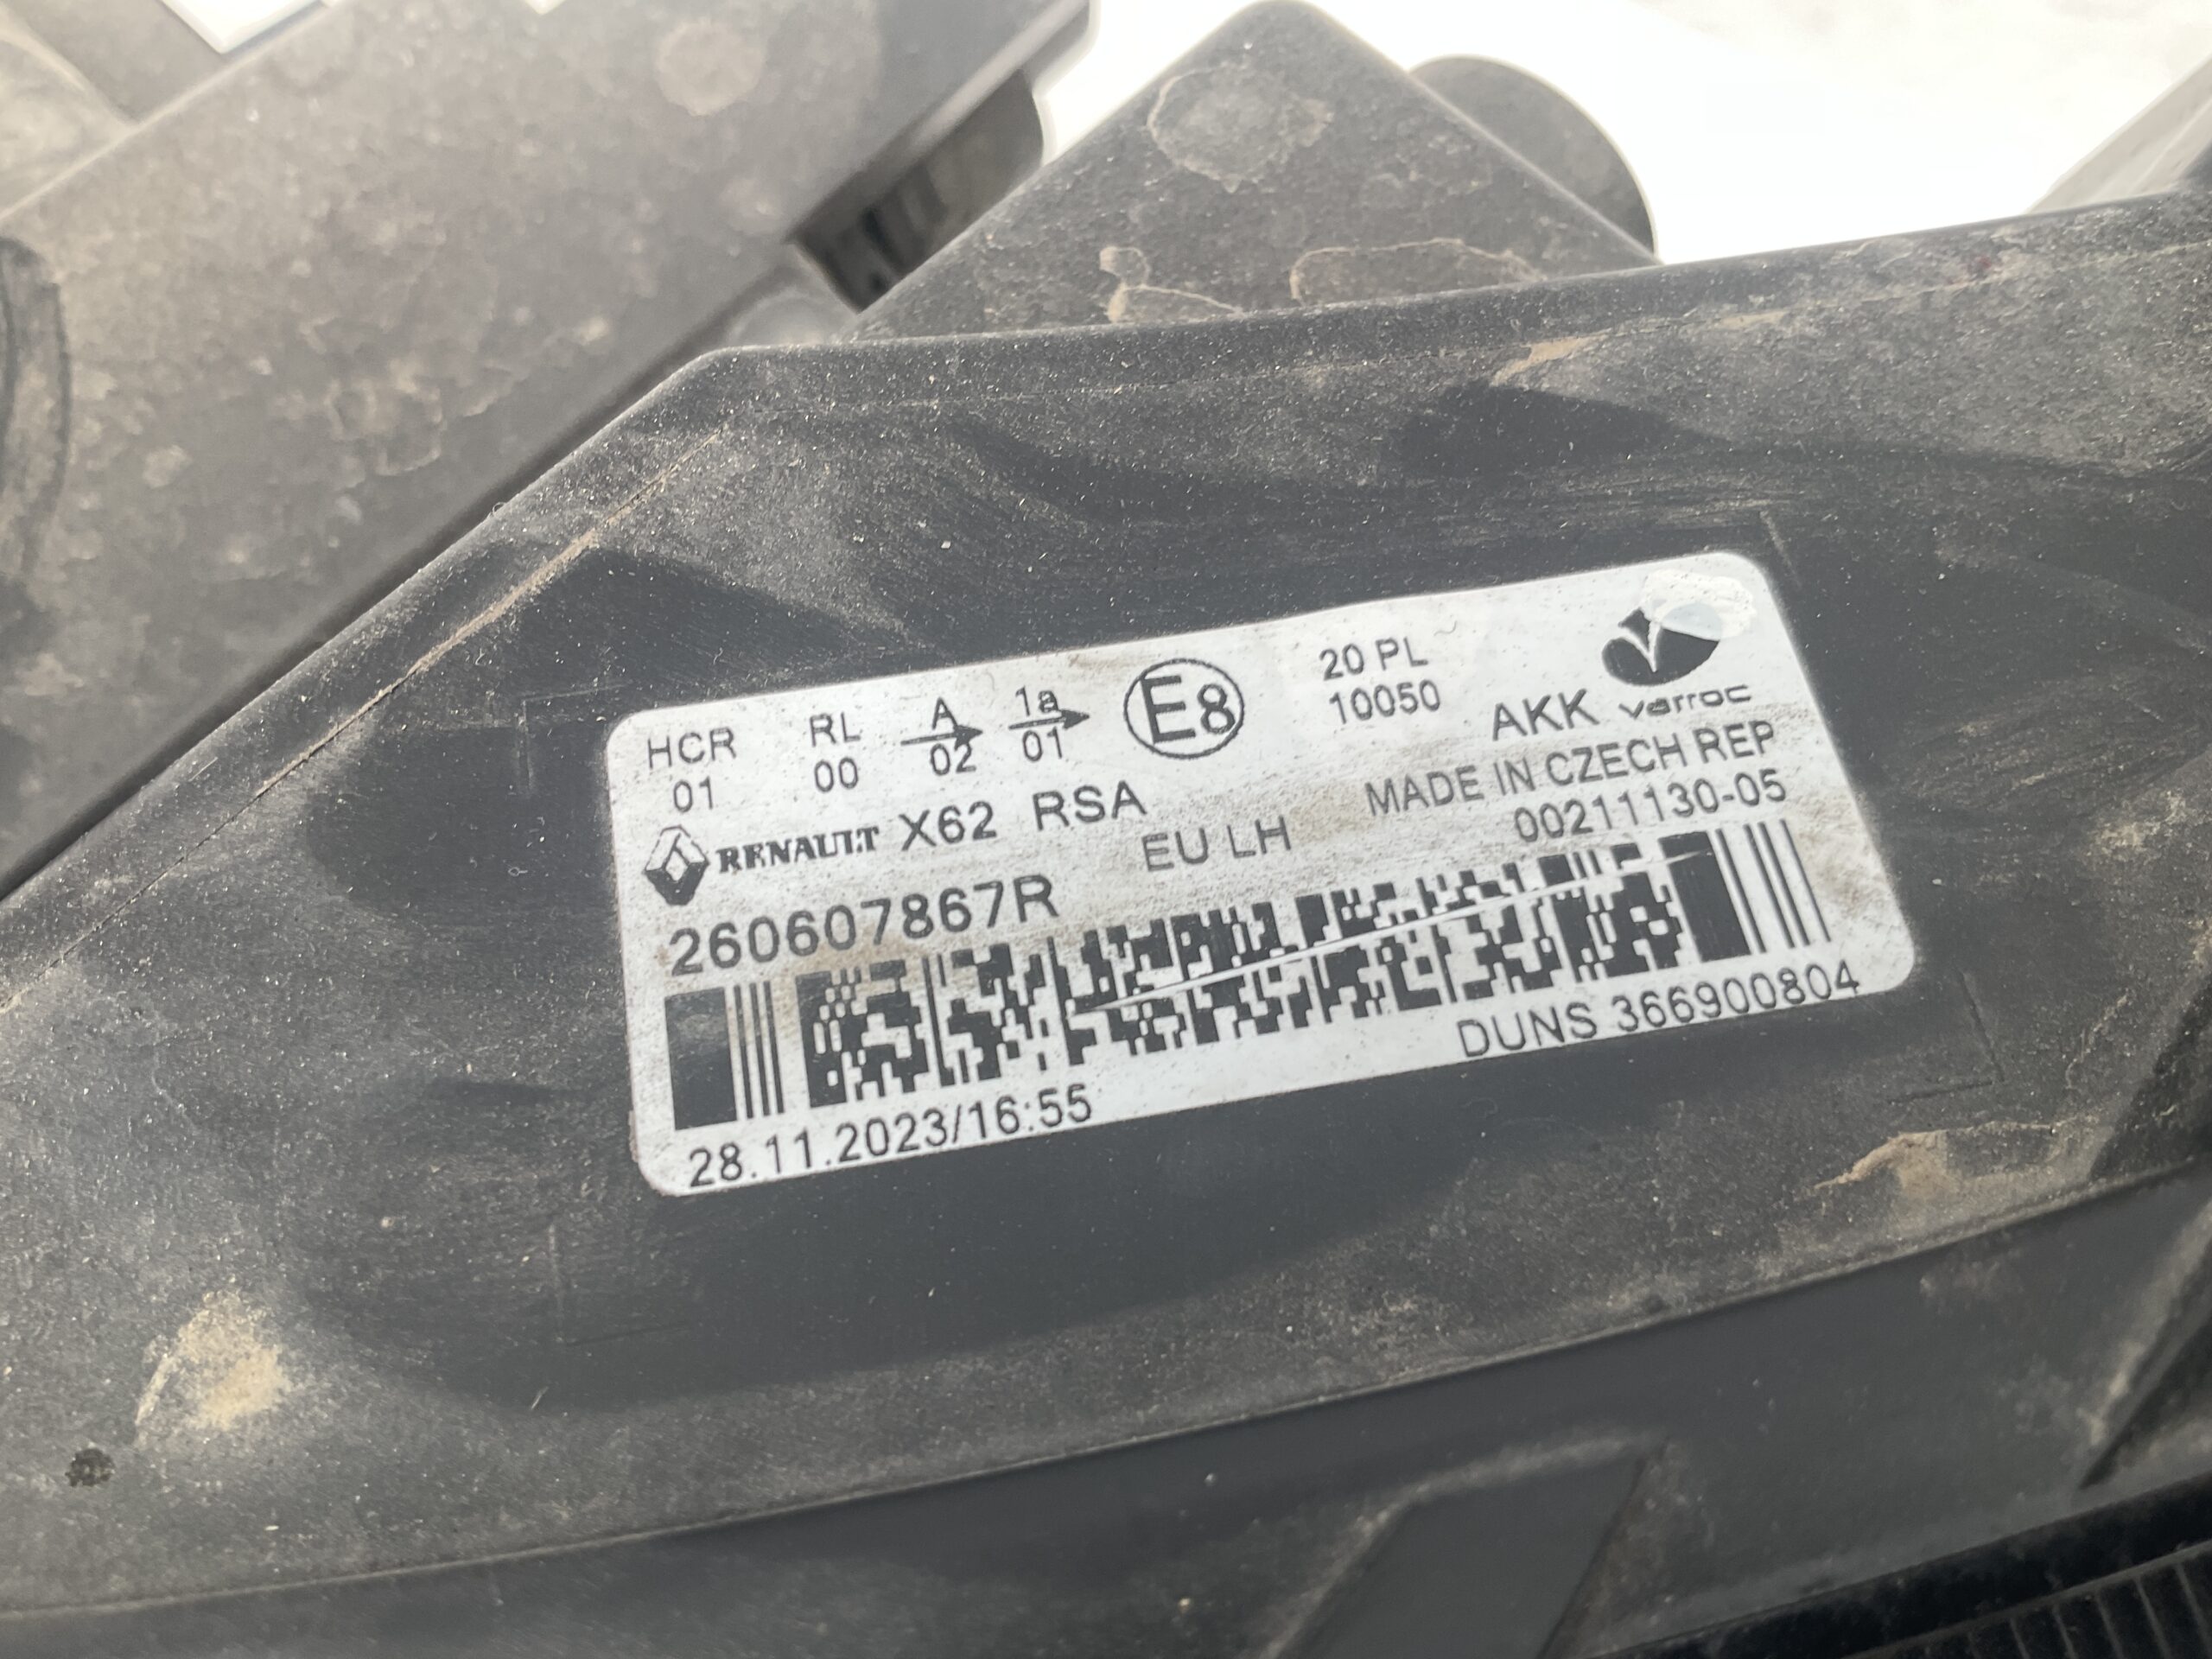 HCR RL A 1a E8 20 PL
01 00 02 01 10050 AKK varroc
RENAULT X62 RSA MADE IN CZECH REP
EU LH 00211130-05
260607867R
DUNS 366900804
28.11.2023/16:55